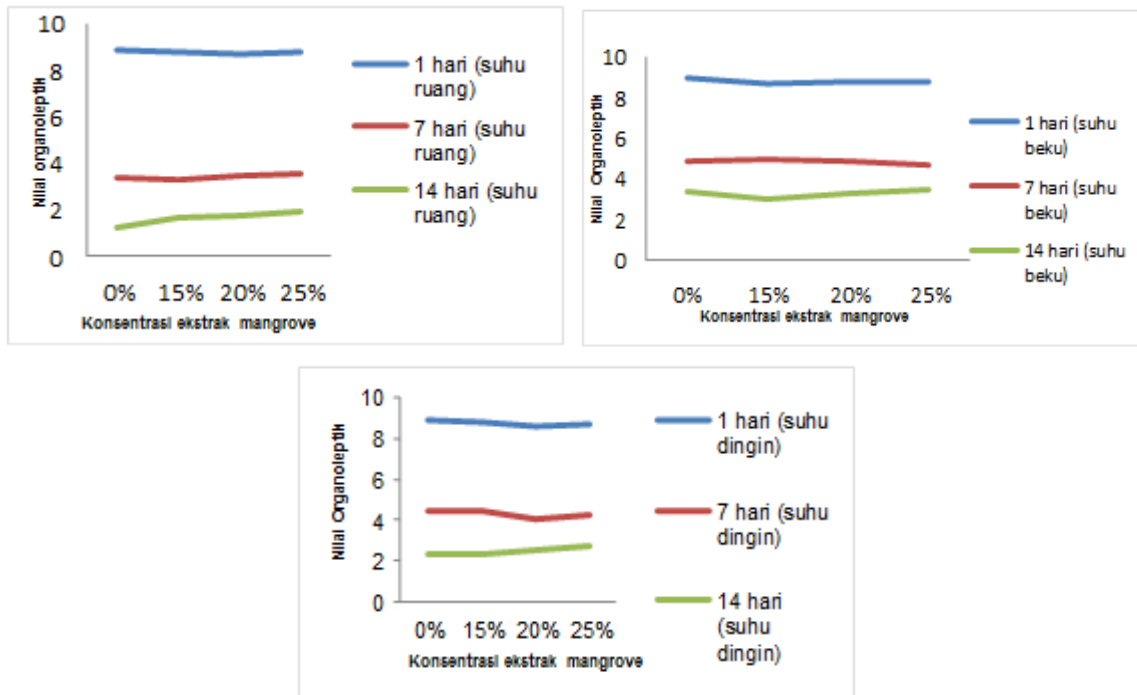 10
8
6
4
2
0
Nilai organoleptik
0% 15% 20% 25%
Konsentrasi ekstrak mangrove
1 hari (suhu
ruang)
7 hari (suhu
ruang)
14 hari (suhu
ruang)
10
8
6
4
2
0
Nilai Organoleptik
0% 15% 20% 25%
Konsentrasi ekstrak mangrove
1 hari (suhu
beku)
7 hari (suhu
beku)
14 hari (suhu
beku)
10
8
6
4
2
0
Nilai Organoleptik
0% 15% 20% 25%
Konsentrasi ekstrak mangrove
1 hari (suhu
dingin)
7 hari (suhu
dingin)
14 hari
(suhu
dingin)